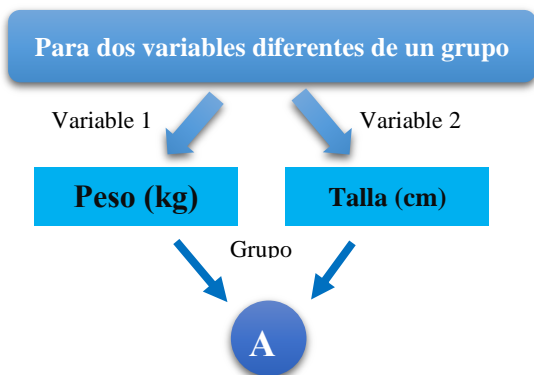 Para dos variables diferentes de un grupo
Variable 1
Variable 2
Peso (kg)
Talla (cm)
Grupo
A